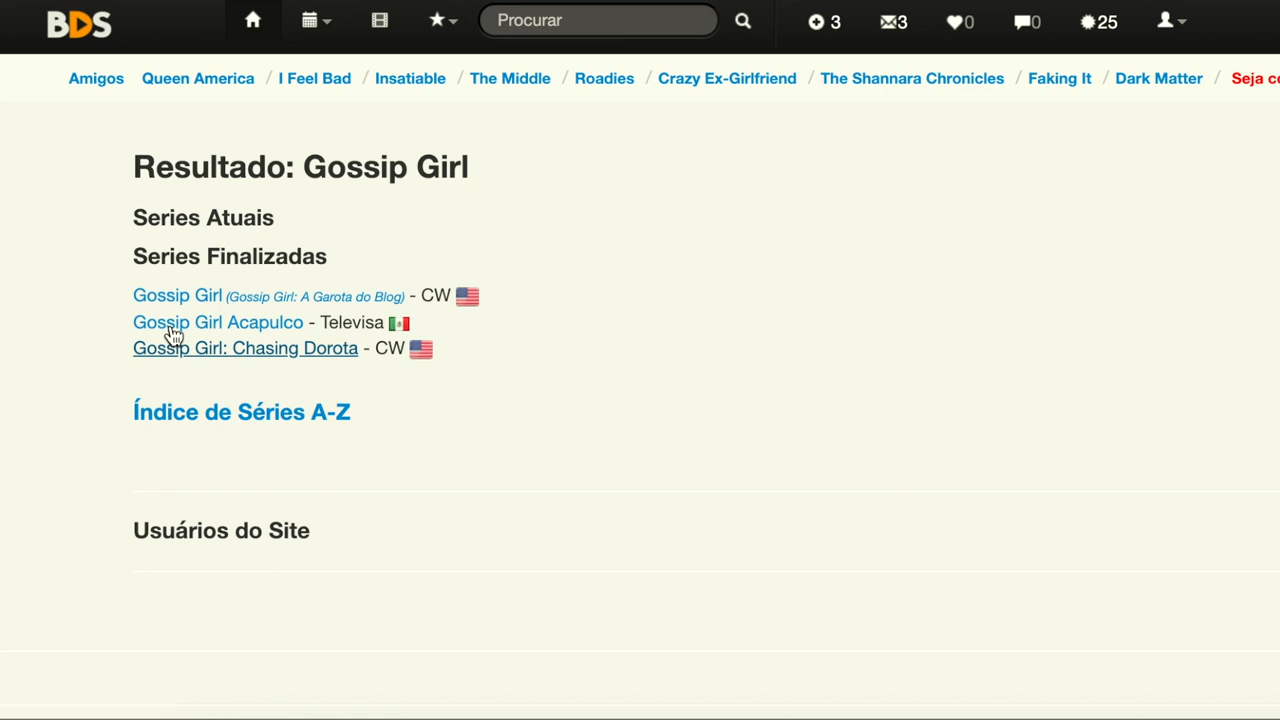 BDS Procurar 3 3 0 0 25
Amigos Queen America / I Feel Bad / Insatiable / The Middle / Roadies / Crazy Ex-Girlfriend / The Shannara Chronicles / Faking It / Dark Matter / Seja co
Resultado: Gossip Girl
Series Atuais
Series Finalizadas
Gossip Girl (Gossip Girl: A Garota do Blog) - CW
Gossip Girl Acapulco - Televisa
Gossip Girl: Chasing Dorota - CW
Índice de Séries A-Z
Usuários do Site